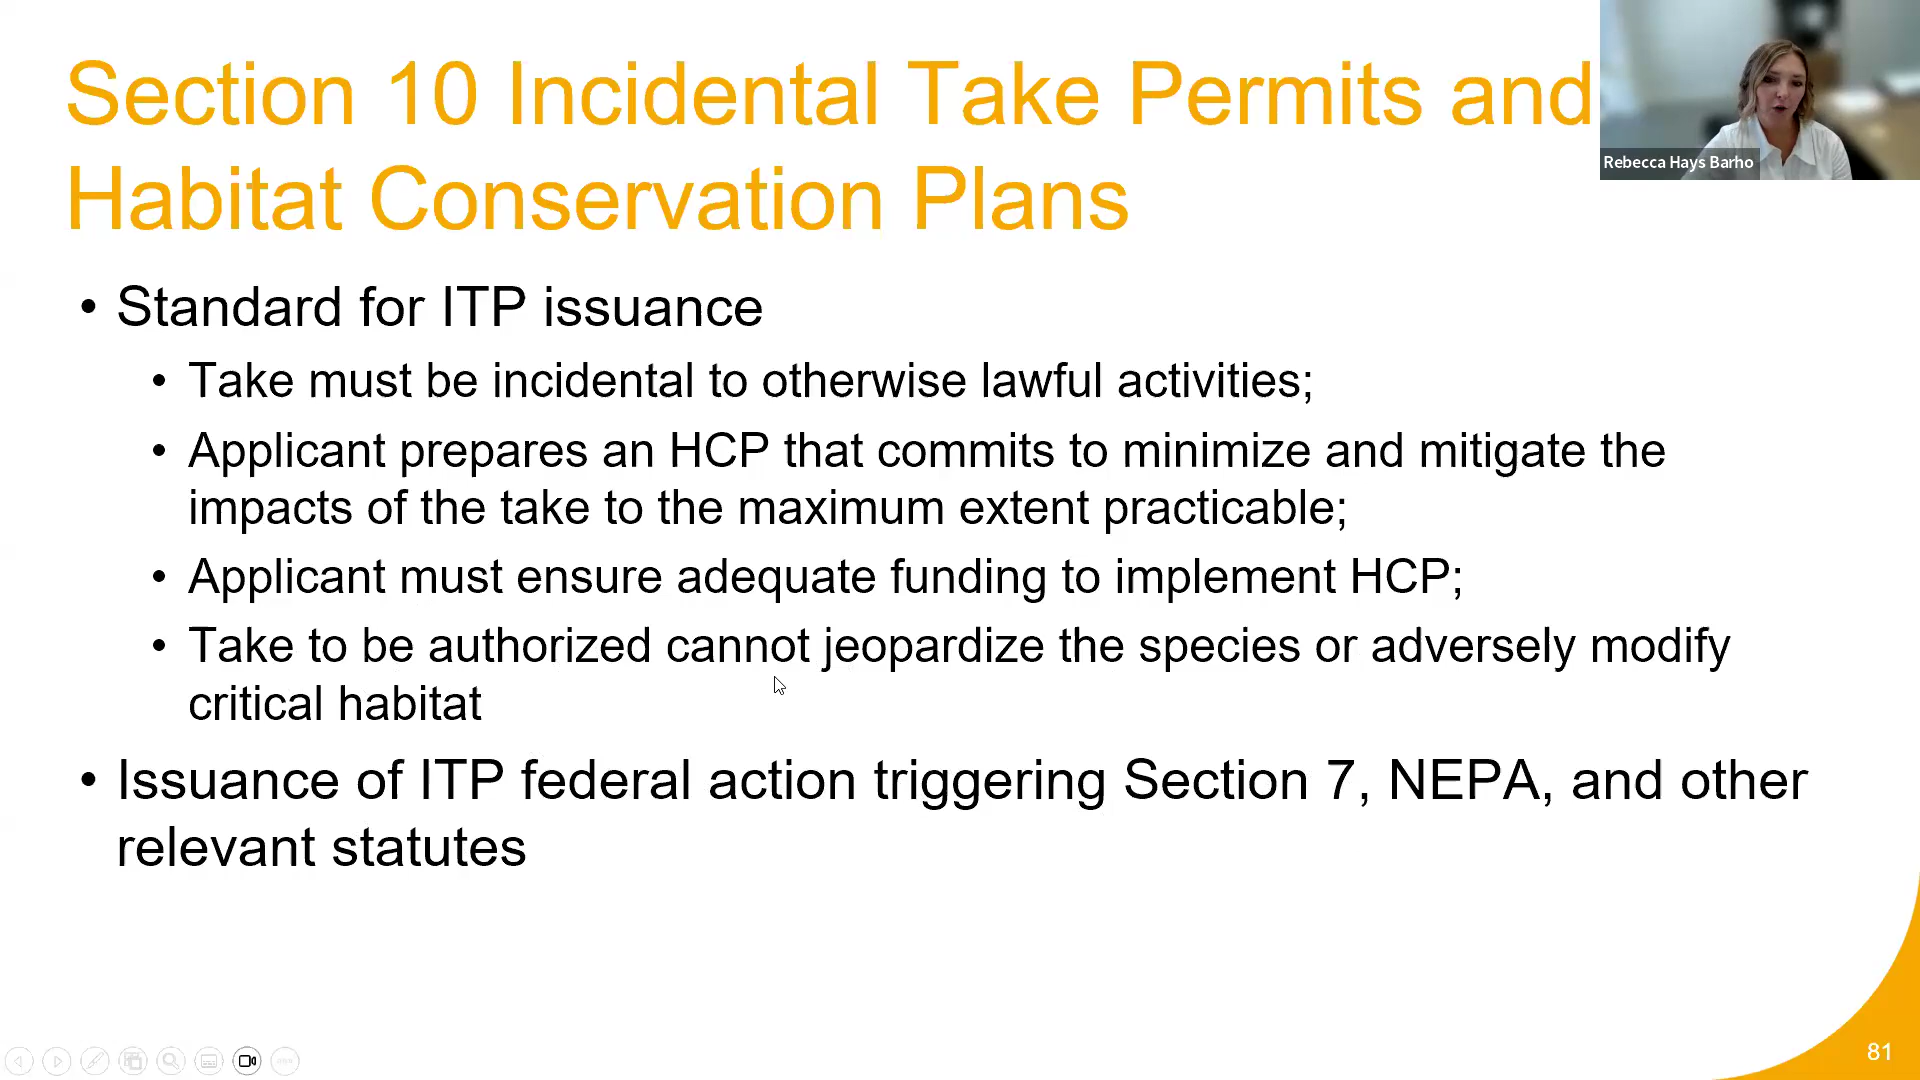 Section 10 Incidental Take Permits and
Habitat Conservation Plans
Rebecca Hays Barho
• Standard for ITP issuance
• Take must be incidental to otherwise lawful activities;
• Applicant prepares an HCP that commits to minimize and mitigate the
impacts of the take to the maximum extent practicable;
• Applicant must ensure adequate funding to implement HCP;
• Take to be authorized cannot jeopardize the species or adversely modify
critical habitat
• Issuance of ITP federal action triggering Section 7, NEPA, and other
relevant statutes
81